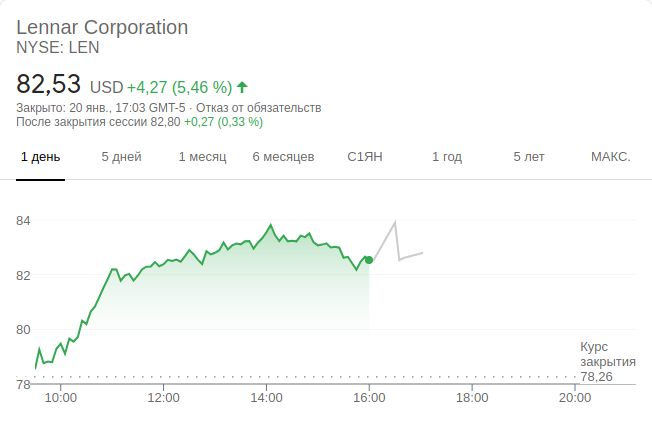 Lennar Corporation
NYSE: LEN
82,53 USD +4,27 (5,46 %)
Закрыто: 20 янв., 17:03 GMT-5 · Отказ от обязательств
После закрытия сессии 82,80 +0,27 (0,33 %)
1 день 5 дней 1 месяц 6 месяцев С1ЯН 1 год 5 лет МАКС.
84
82
80
Курс
закрытия
78,26
78
10:00 12:00 14:00 16:00 18:00 20:00